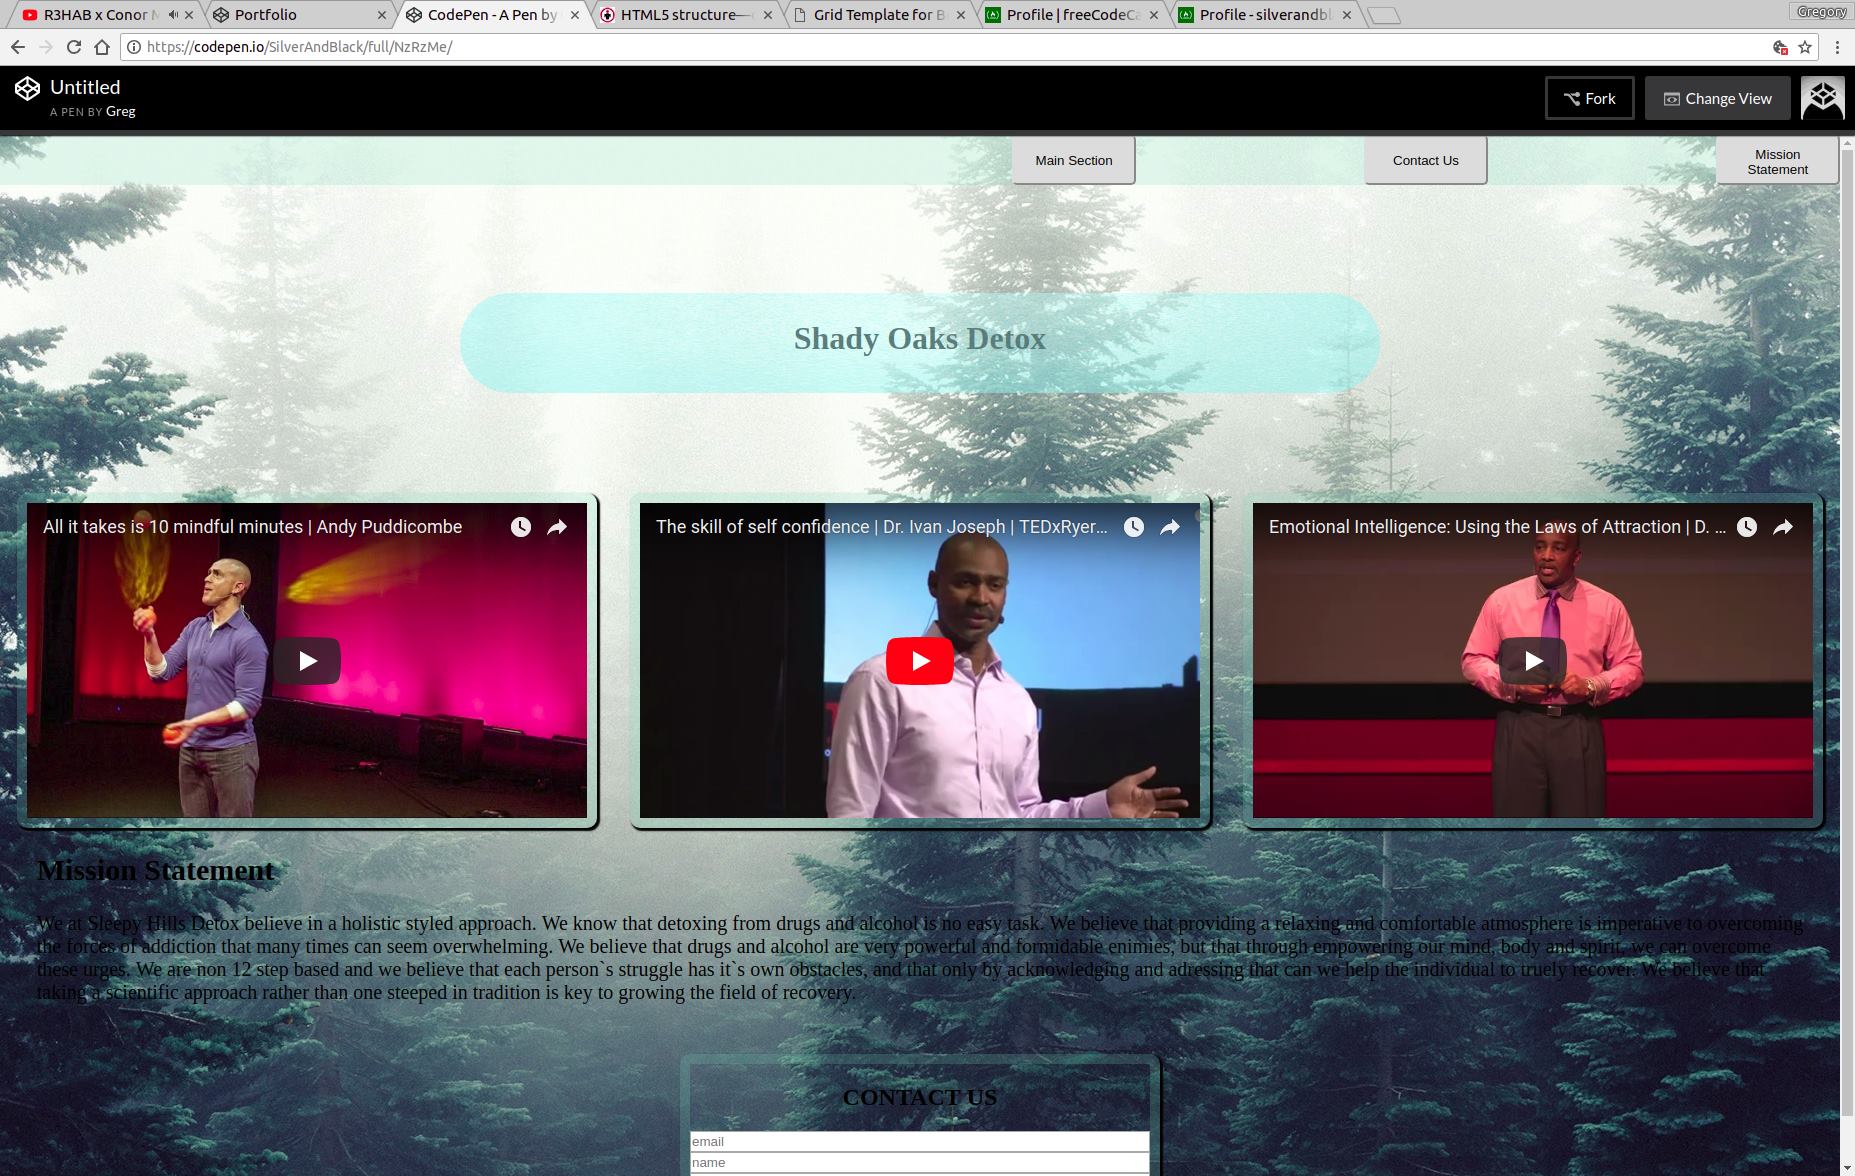 R3HAB x Conor
Portfolio
CodePen - A Pen by
HTML5 structure—
Grid Template for
Profile | freeCodeCa
Profile - silverandbl
Gregory
https://codepen.io/SilverAndBlack/full/NzRzMe/
Untitled
A PEN BY Greg
Fork
Change View
Main Section
Contact Us
Mission
Statement
Shady Oaks Detox
All it takes is 10 mindful minutes | Andy Puddicombe
The skill of self confidence | Dr. Ivan Joseph | TEDxRyer...
Emotional Intelligence: Using the Laws of Attraction | D. ...
Mission Statement
We at Sleepy Hills Detox believe in a holistic styled approach. We know that detoxing from drugs and alcohol is no easy task. We believe that providing a relaxing and comfortable atmosphere is imperative to overcoming
the forces of addiction that many times can seem overwhelming. We believe that drugs and alcohol are very powerful and formidable enimies, but that through empowering our mind, body and spirit, we can overcome
these urges. We are non 12 step based and we believe that each person`s struggle has it`s own obstacles, and that only by acknowledging and adressing that can we help the individual to truely recover. We believe that
taking a scientific approach rather than one steeped in tradition is key to growing the field of recovery.
CONTACT US
email
name